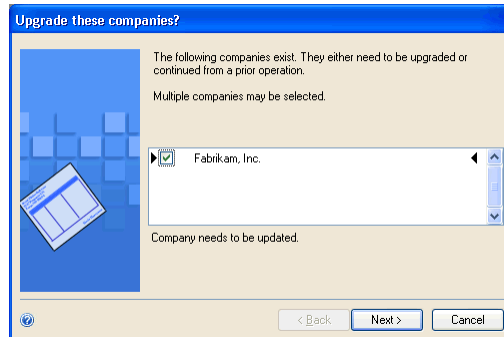 Upgrade these companies?
The following companies exist. They either need to be upgraded or
continued from a prior operation.
Multiple companies may be selected.
Fabrikam, Inc.
Company needs to be updated.
< Back
Next >
Cancel